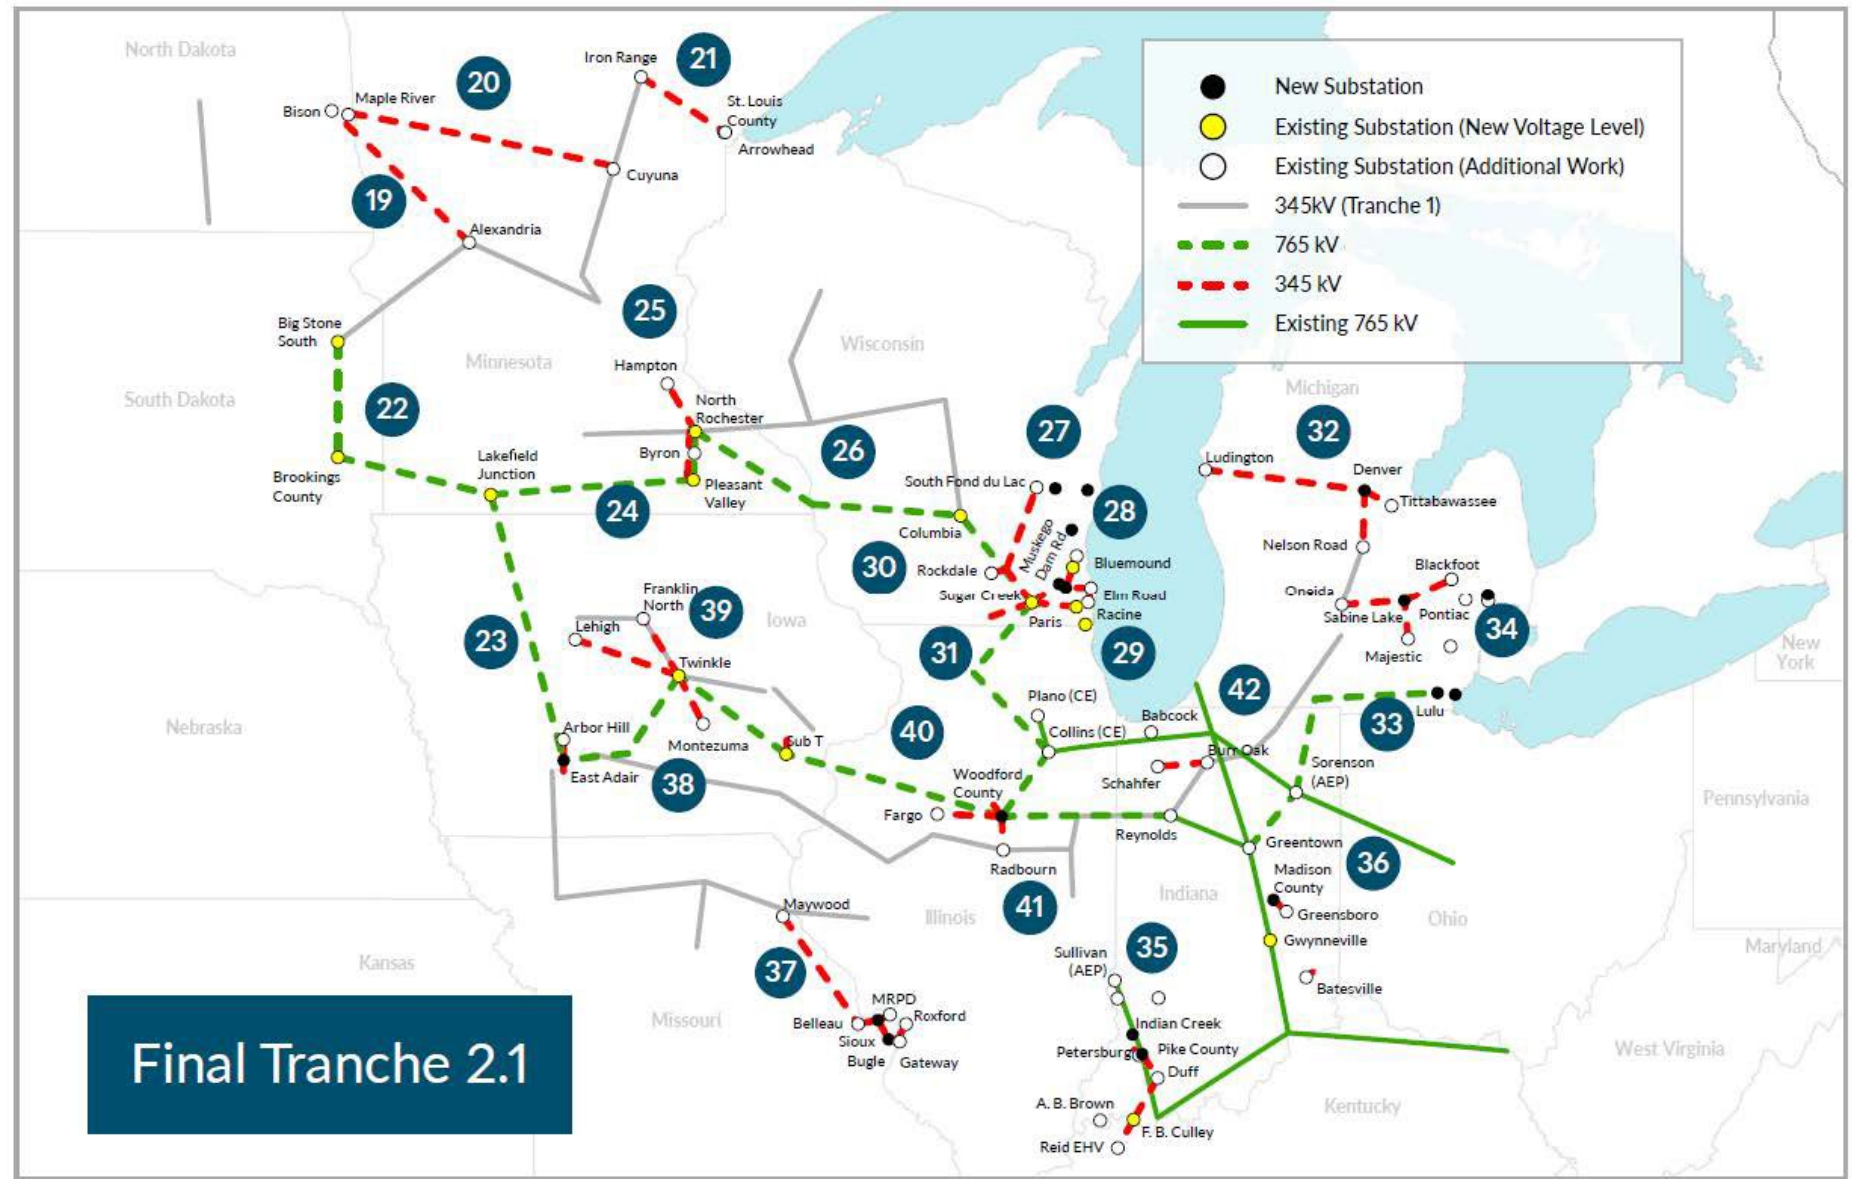 North Dakota
Iron Range
21
20
St. Louis
County
Arrowhead
Bison
Maple River
Cuyuna
19
Alexandria
New Substation
Existing Substation (New Voltage Level)
Existing Substation (Additional Work)
345kV (Tranche 1)
765 kV
345 kV
Existing 765 kV
25
Big Stone
South
Minnesota
Wisconsin
Hampton
South Dakota
22
North
Rochester
Michigan
27
32
26
Byron
Lakefield
Junction
Brookings
County
Pleasant
Valley
24
South Fond du Lac
28
Columbia
Ludington
Denver
Tittabawassee
Nelson Road
30
Rockdale
Muskego
Dam Rd
Bluemound
Blackfoot
Sugar Creek
Elm Road
Oneida
Sabine Lake
Pontiac
34
Franklin
North
39
Lehigh
Iowa
Paris
Racine
23
31
29
Majestic
New
York
Twinkle
42
Plano (CE)
Lulu
33
Nebraska
Arbor Hill
Montezuma
Sub T
40
Collins (CE)
Babcock
Burr Oak
East Adair
38
Woodford
County
Schahfer
Sorenson
(AEP)
Pennsylvania
Fargo
Reynolds
Greentown
36
Radbourn
Madison
County
Indiana
Maywood
Illinois
41
Greensboro
Ohio
Gwynneville
Maryland
Kansas
37
Sullivan
(AEP)
35
Batesville
MRPD
Missouri
Belleau
Roxford
Sioux
Bugle
Gateway
Indian Creek
Petersburg
Pike County
Duff
West Virginia
A. B. Brown
F. B. Culley
Kentucky
Reid EHV
Final Tranche 2.1